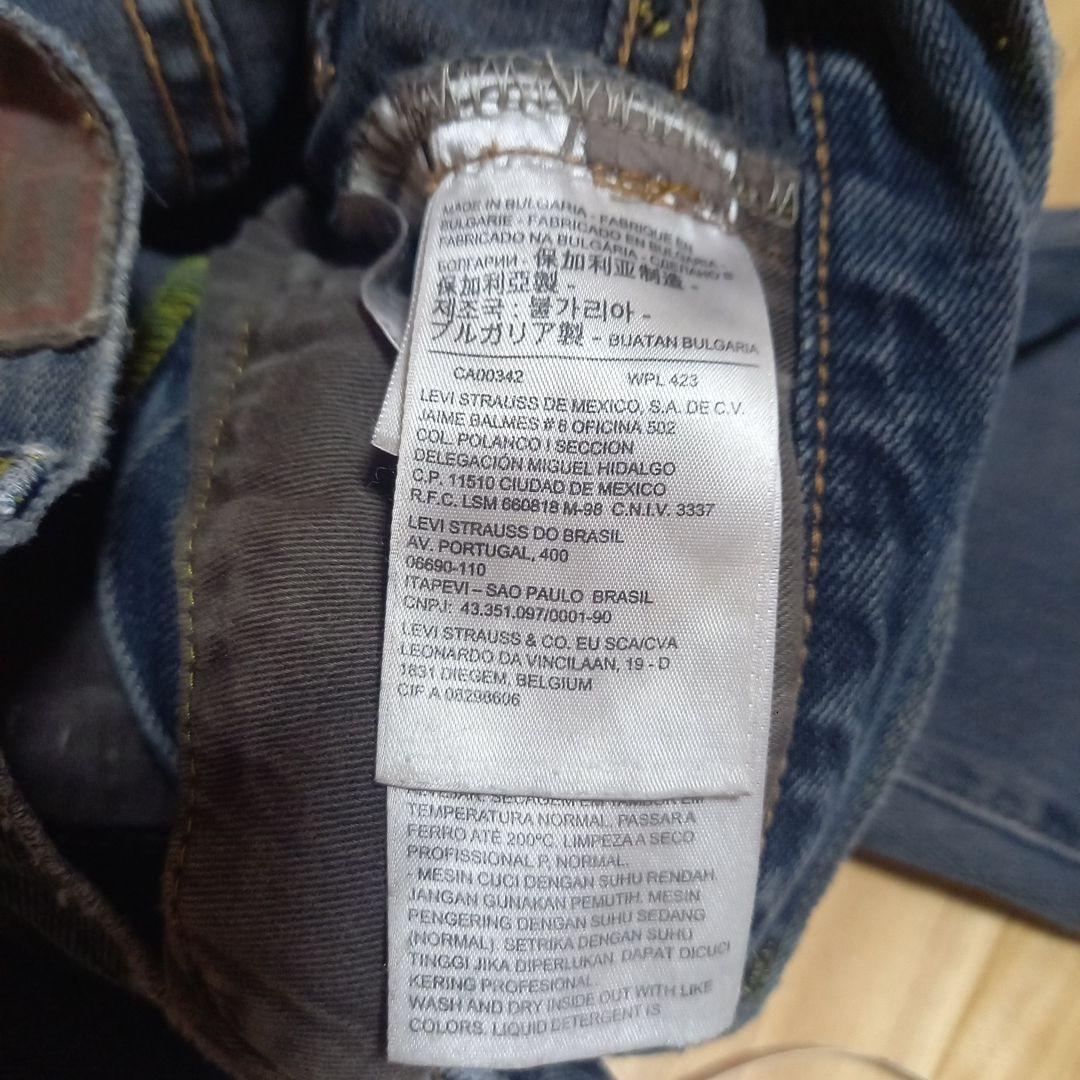 MADE IN BULGARIA - FABRIQUE EN
BULGARIE - FABRICADO EN BULGARIA -
FABRICADO NA BULGÁRIA - СДЕЛАНО В
БОЛГАРИИ. 保加利亚制造 -
保加利亞製 -
제조국 : 불가리아 -
ブルガリア製 - BUATAN BULGARIA
CA00342 WPL 423
LEVI STRAUSS DE MEXICO, S.A. DE C.V.
JAIME BALMES # 8 OFICINA 502
COL. POLANCO I SECCION
DELEGACIÓN MIGUEL HIDALGO
C.P. 11510 CIUDAD DE MEXICO
R.F.C. LSM 660818 M-98 C.N.I.V. 3337
LEVI STRAUSS DO BRASIL
AV. PORTUGAL, 400
06690-110
ITAPEVI – SAO PAULO BRASIL
CNPJ: 43.351.097/0001-90
LEVI STRAUSS & CO. EU SCA/CVA
LEONARDO DA VINCILAAN, 19 - D
1831 DIEGEM, BELGIUM
CIF A 08298606
SECAGEM EM TAMBOR EM
TEMPERATURA NORMAL. PASSAR A
FERRO ATÉ 200ºC. LIMPEZA A SECO
PROFISSIONAL P, NORMAL.
- MESIN CUCI DENGAN SUHU RENDAH
JANGAN GUNAKAN PEMUTIH. MESIN
PENGERING DENGAN SUHU SEDANG
(NORMAL). SETRIKA DENGAN SUHU
TINGGI JIKA DIPERLUKAN. DAPAT DICUCI
KERING PROFESIONAL
WASH AND DRY INSIDE OUT WITH LIKE
COLORS. LIQUID DETERGENT IS